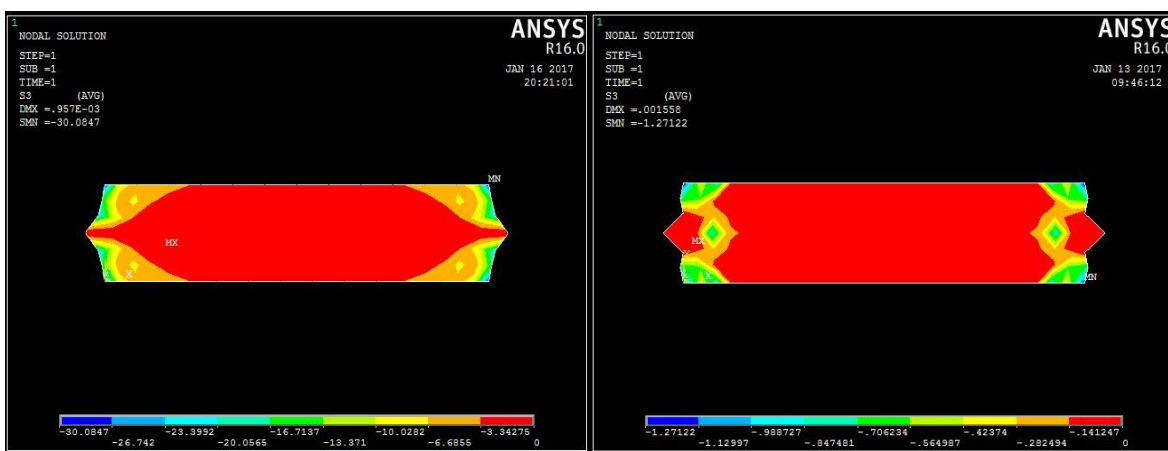 1
ANSYS
R16.0
NODAL SOLUTION
STEP=1
SUB =1
TIME=1
S3 (AVG)
DMX =.957E-03
SMN =-30.0847
JAN 16 2017
20:21:01
MN
MX
X
-30.0847 -23.3992 -16.7137 -10.0282 -3.34275
-26.742 -20.0565 -13.371 -6.6855 0
1
ANSYS
R16.0
NODAL SOLUTION
STEP=1
SUB =1
TIME=1
S3 (AVG)
DMX =.001558
SMN =-1.27122
JAN 13 2017
09:46:12
MX
X
MN
-1.27122 -.988727 -.706234 -.42374 -.141247
-1.12997 -.847481 -.564987 -.282494 0